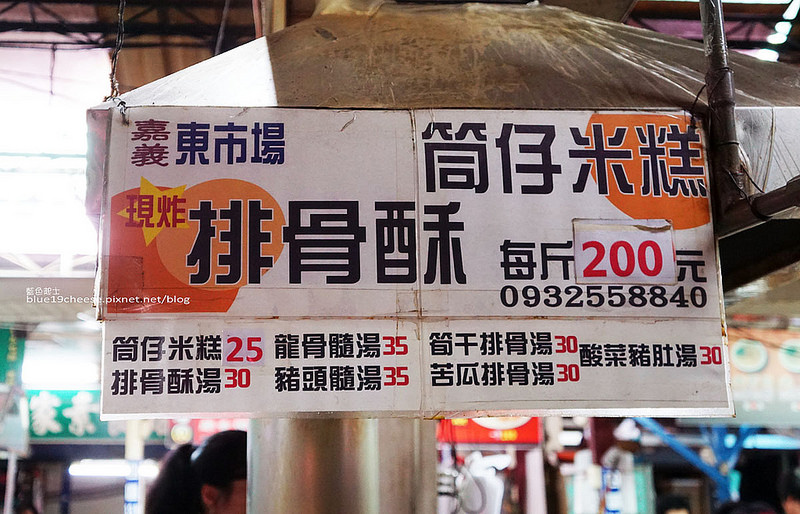 嘉義 東市場
筒仔米糕
現炸 排骨酥
每斤200元
0932558840
筒仔米糕25
排骨酥湯30
龍骨髓湯35
豬頭髓湯35
筍干排骨湯30
苦瓜排骨湯30
酸菜豬肚湯30
藍色起士
blue19cheese.pixnet.net/blog